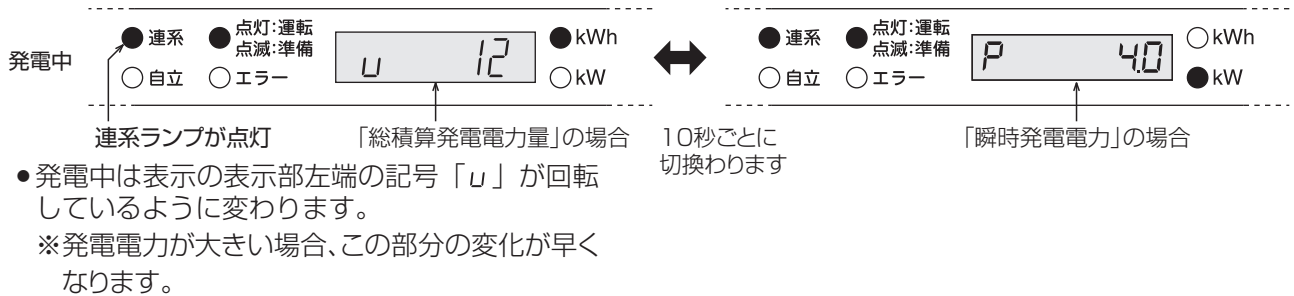 発電中
●連系 ●点灯:運転
点滅:準備
○自立 ○エラー
u 12
●kWh
○kW
●連系 ●点灯:運転
点滅:準備
○自立 ○エラー
P 4.0
○kWh
●kW
連系ランプが点灯
「総積算発電電力量」の場合
10秒ごとに
切換わります
「瞬時発電電力」の場合
●発電中は表示の表示部左端の記号「u」が回転
しているように変わります。
※発電電力が大きい場合、この部分の変化が早く
なります。